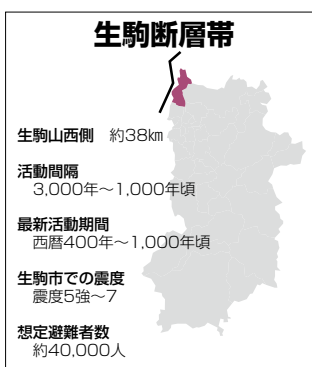 生駒断層帯
生駒山西側 約38㎞
活動間隔
3,000年～1,000年頃
最新活動期間
西暦400年～1,000年頃
生駒市での震度
震度5強～7
想定避難者数
約40,000人